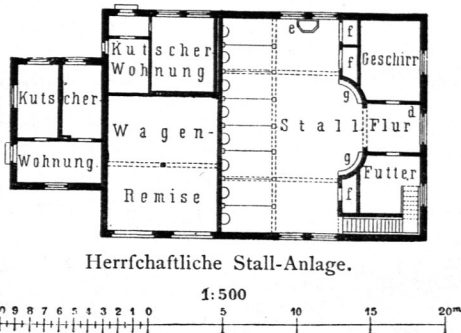 e f
Kutscher
Wohnung
f
Geschirr
g
Kutscher-
Wagen-
Stall
Flur
d
Wohnung
g
Futter
Remise
f
Herrſchaftliche Stall-Anlage.
1:500
9 8 7 6 5 4 3 2 1 0 5 10 15 20m